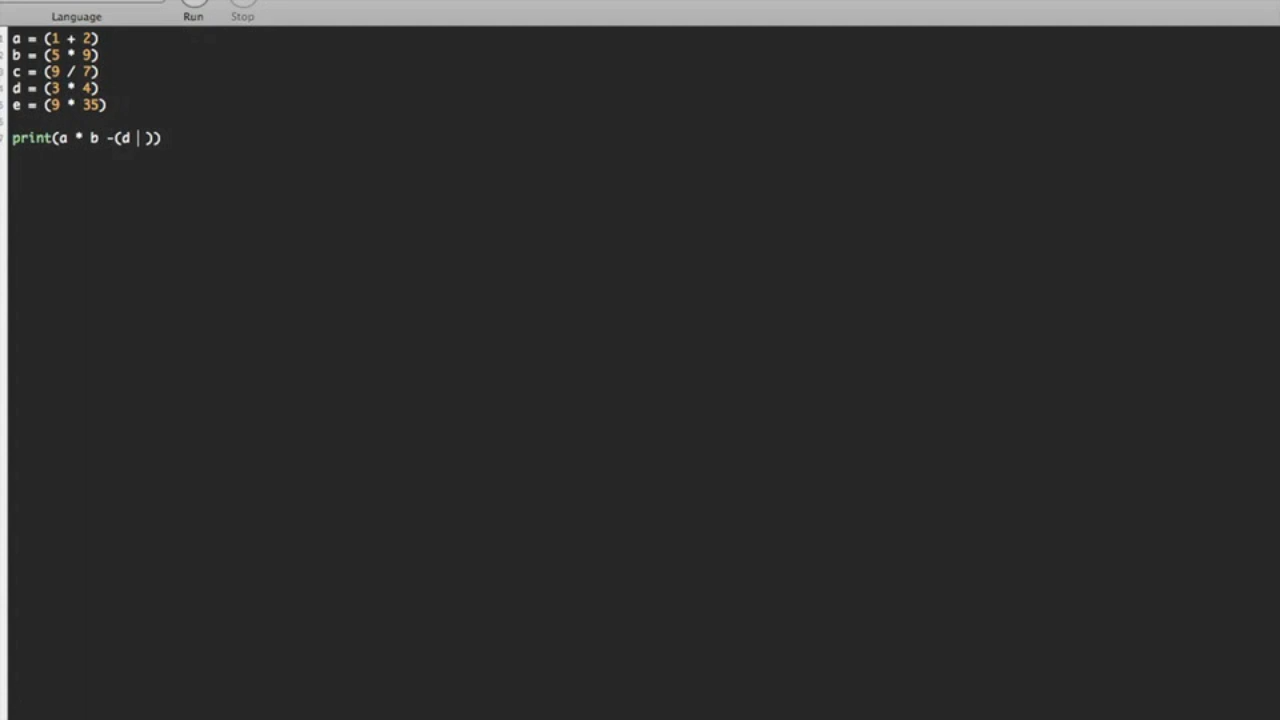 Language Run Stop
a = (1 + 2)
b = (5 * 9)
c = (9 / 7)
d = (3 * 4)
e = (9 * 35)
print(a * b -(d ))